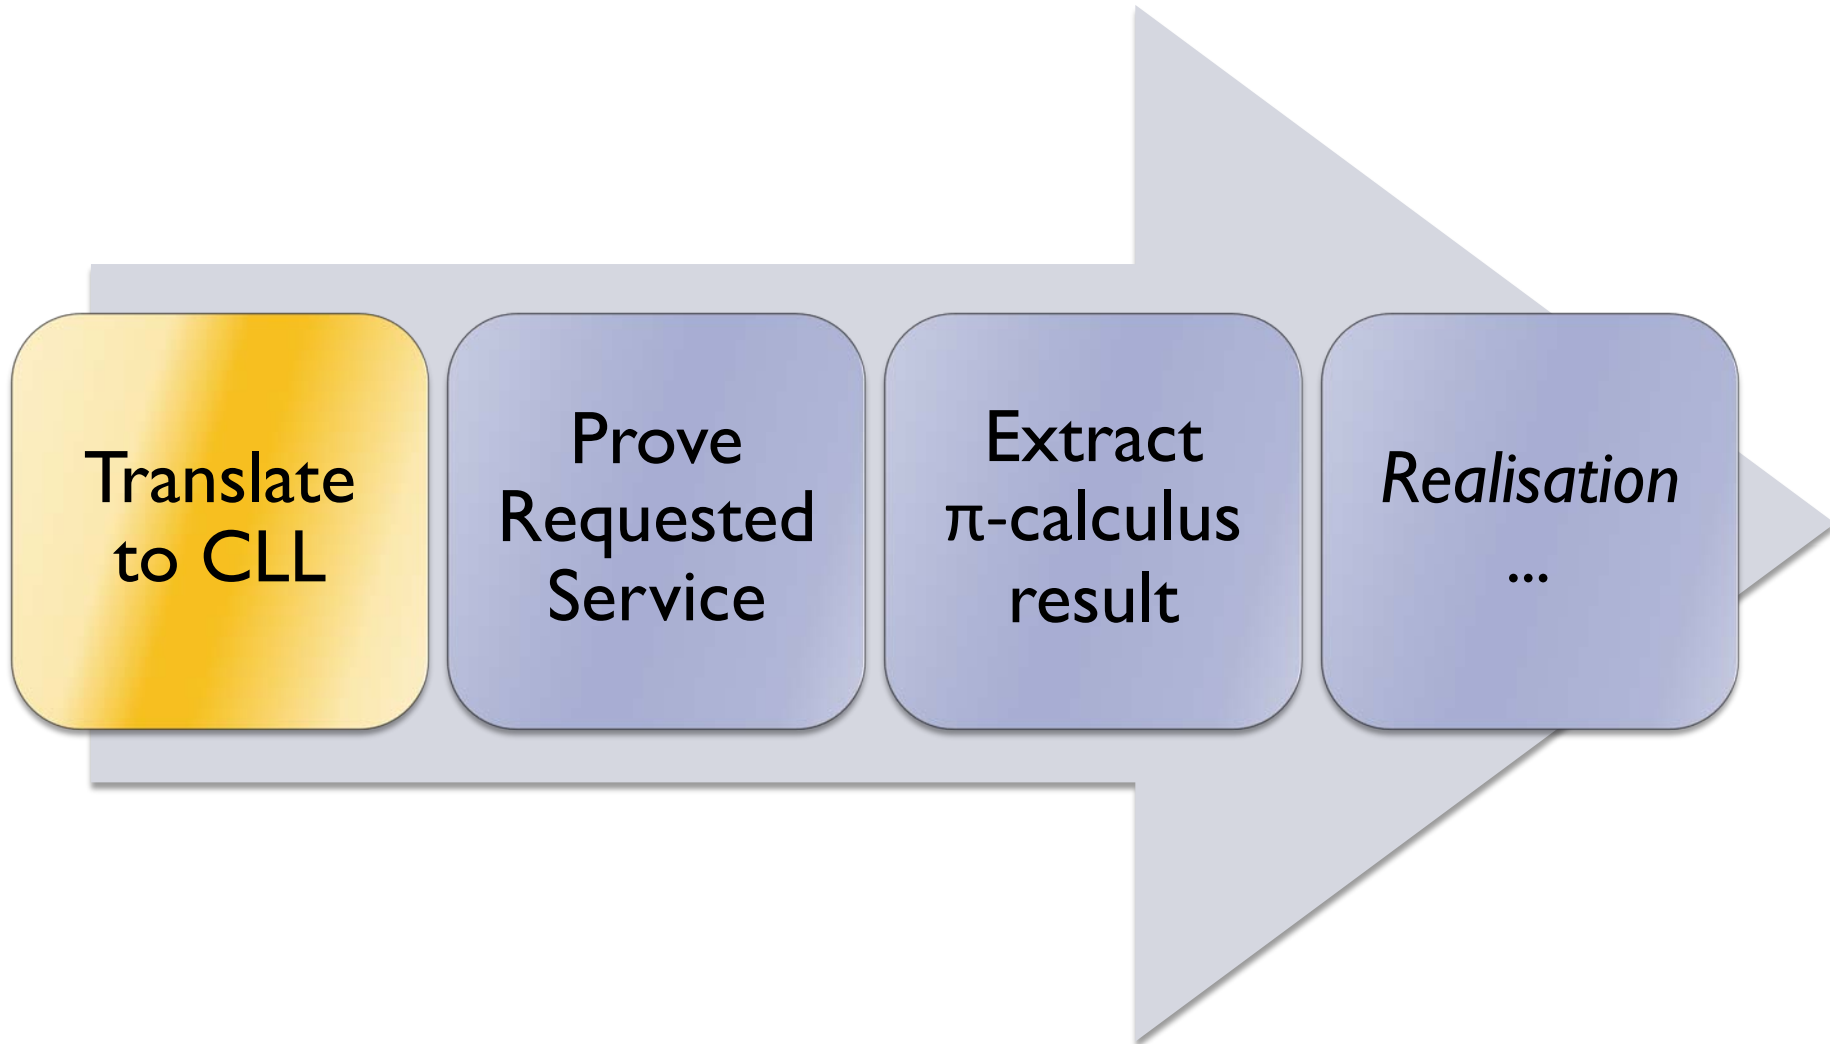 Translate
to CLL
Prove
Requested
Service
Extract
π-calculus
result
Realisation
...